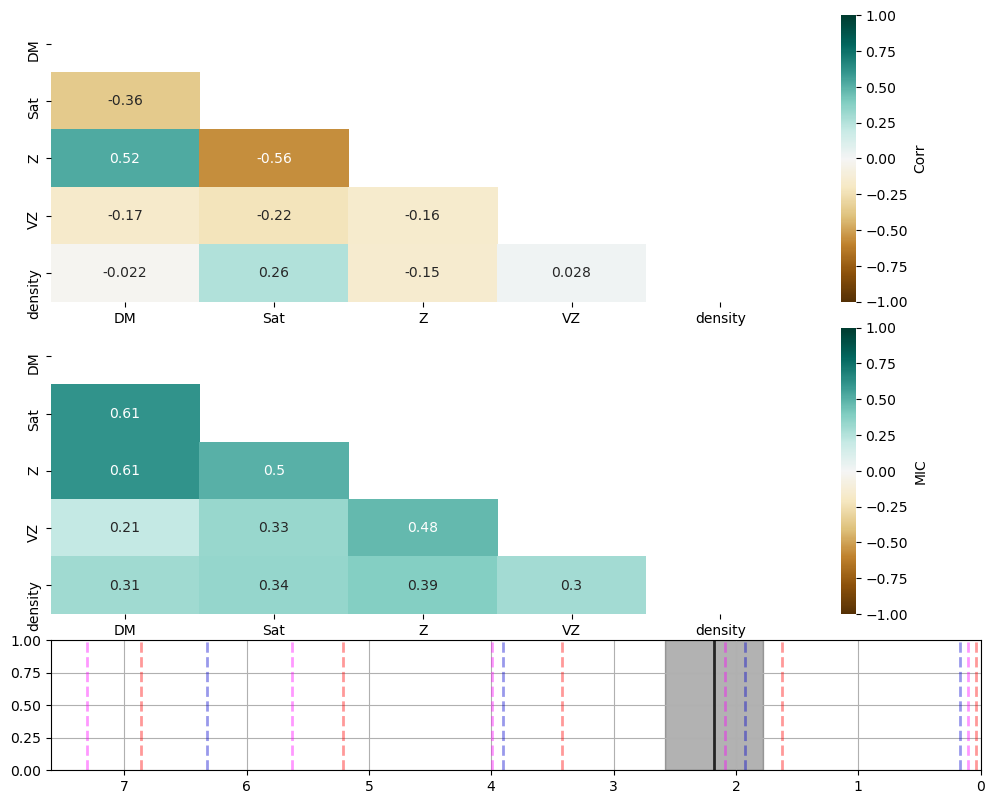 DM
Sat
Z
VZ
density
-0.36
0.52 -0.56
-0.17 -0.22 -0.16
-0.022 0.26 -0.15 0.028
DM Sat Z VZ density
1.00
0.75
0.50
0.25
0.00
−0.25
−0.50
−0.75
−1.00
Corr
DM
Sat
Z
VZ
density
0.61
0.61 0.5
0.21 0.33 0.48
0.31 0.34 0.39 0.3
DM Sat Z VZ density
1.00
0.75
0.50
0.25
0.00
−0.25
−0.50
−0.75
−1.00
MIC
1.00
0.75
0.50
0.25
0.00
7 6 5 4 3 2 1 0